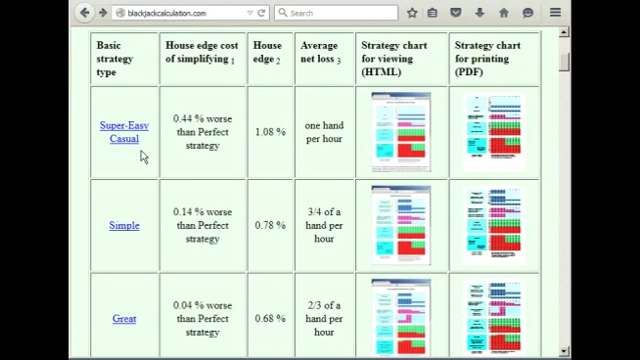 blackjackcalculation.com
Search
Basic strategy type
House edge cost of simplifying 1
House edge 2
Average net loss 3
Strategy chart for viewing (HTML)
Strategy chart for printing (PDF)
Super-Easy Casual
0.44 % worse than Perfect strategy
1.08 %
one hand per hour
Simple
0.14 % worse than Perfect strategy
0.78 %
3/4 of a hand per hour
Great
0.04 % worse than Perfect strategy
0.68 %
2/3 of a hand per hour